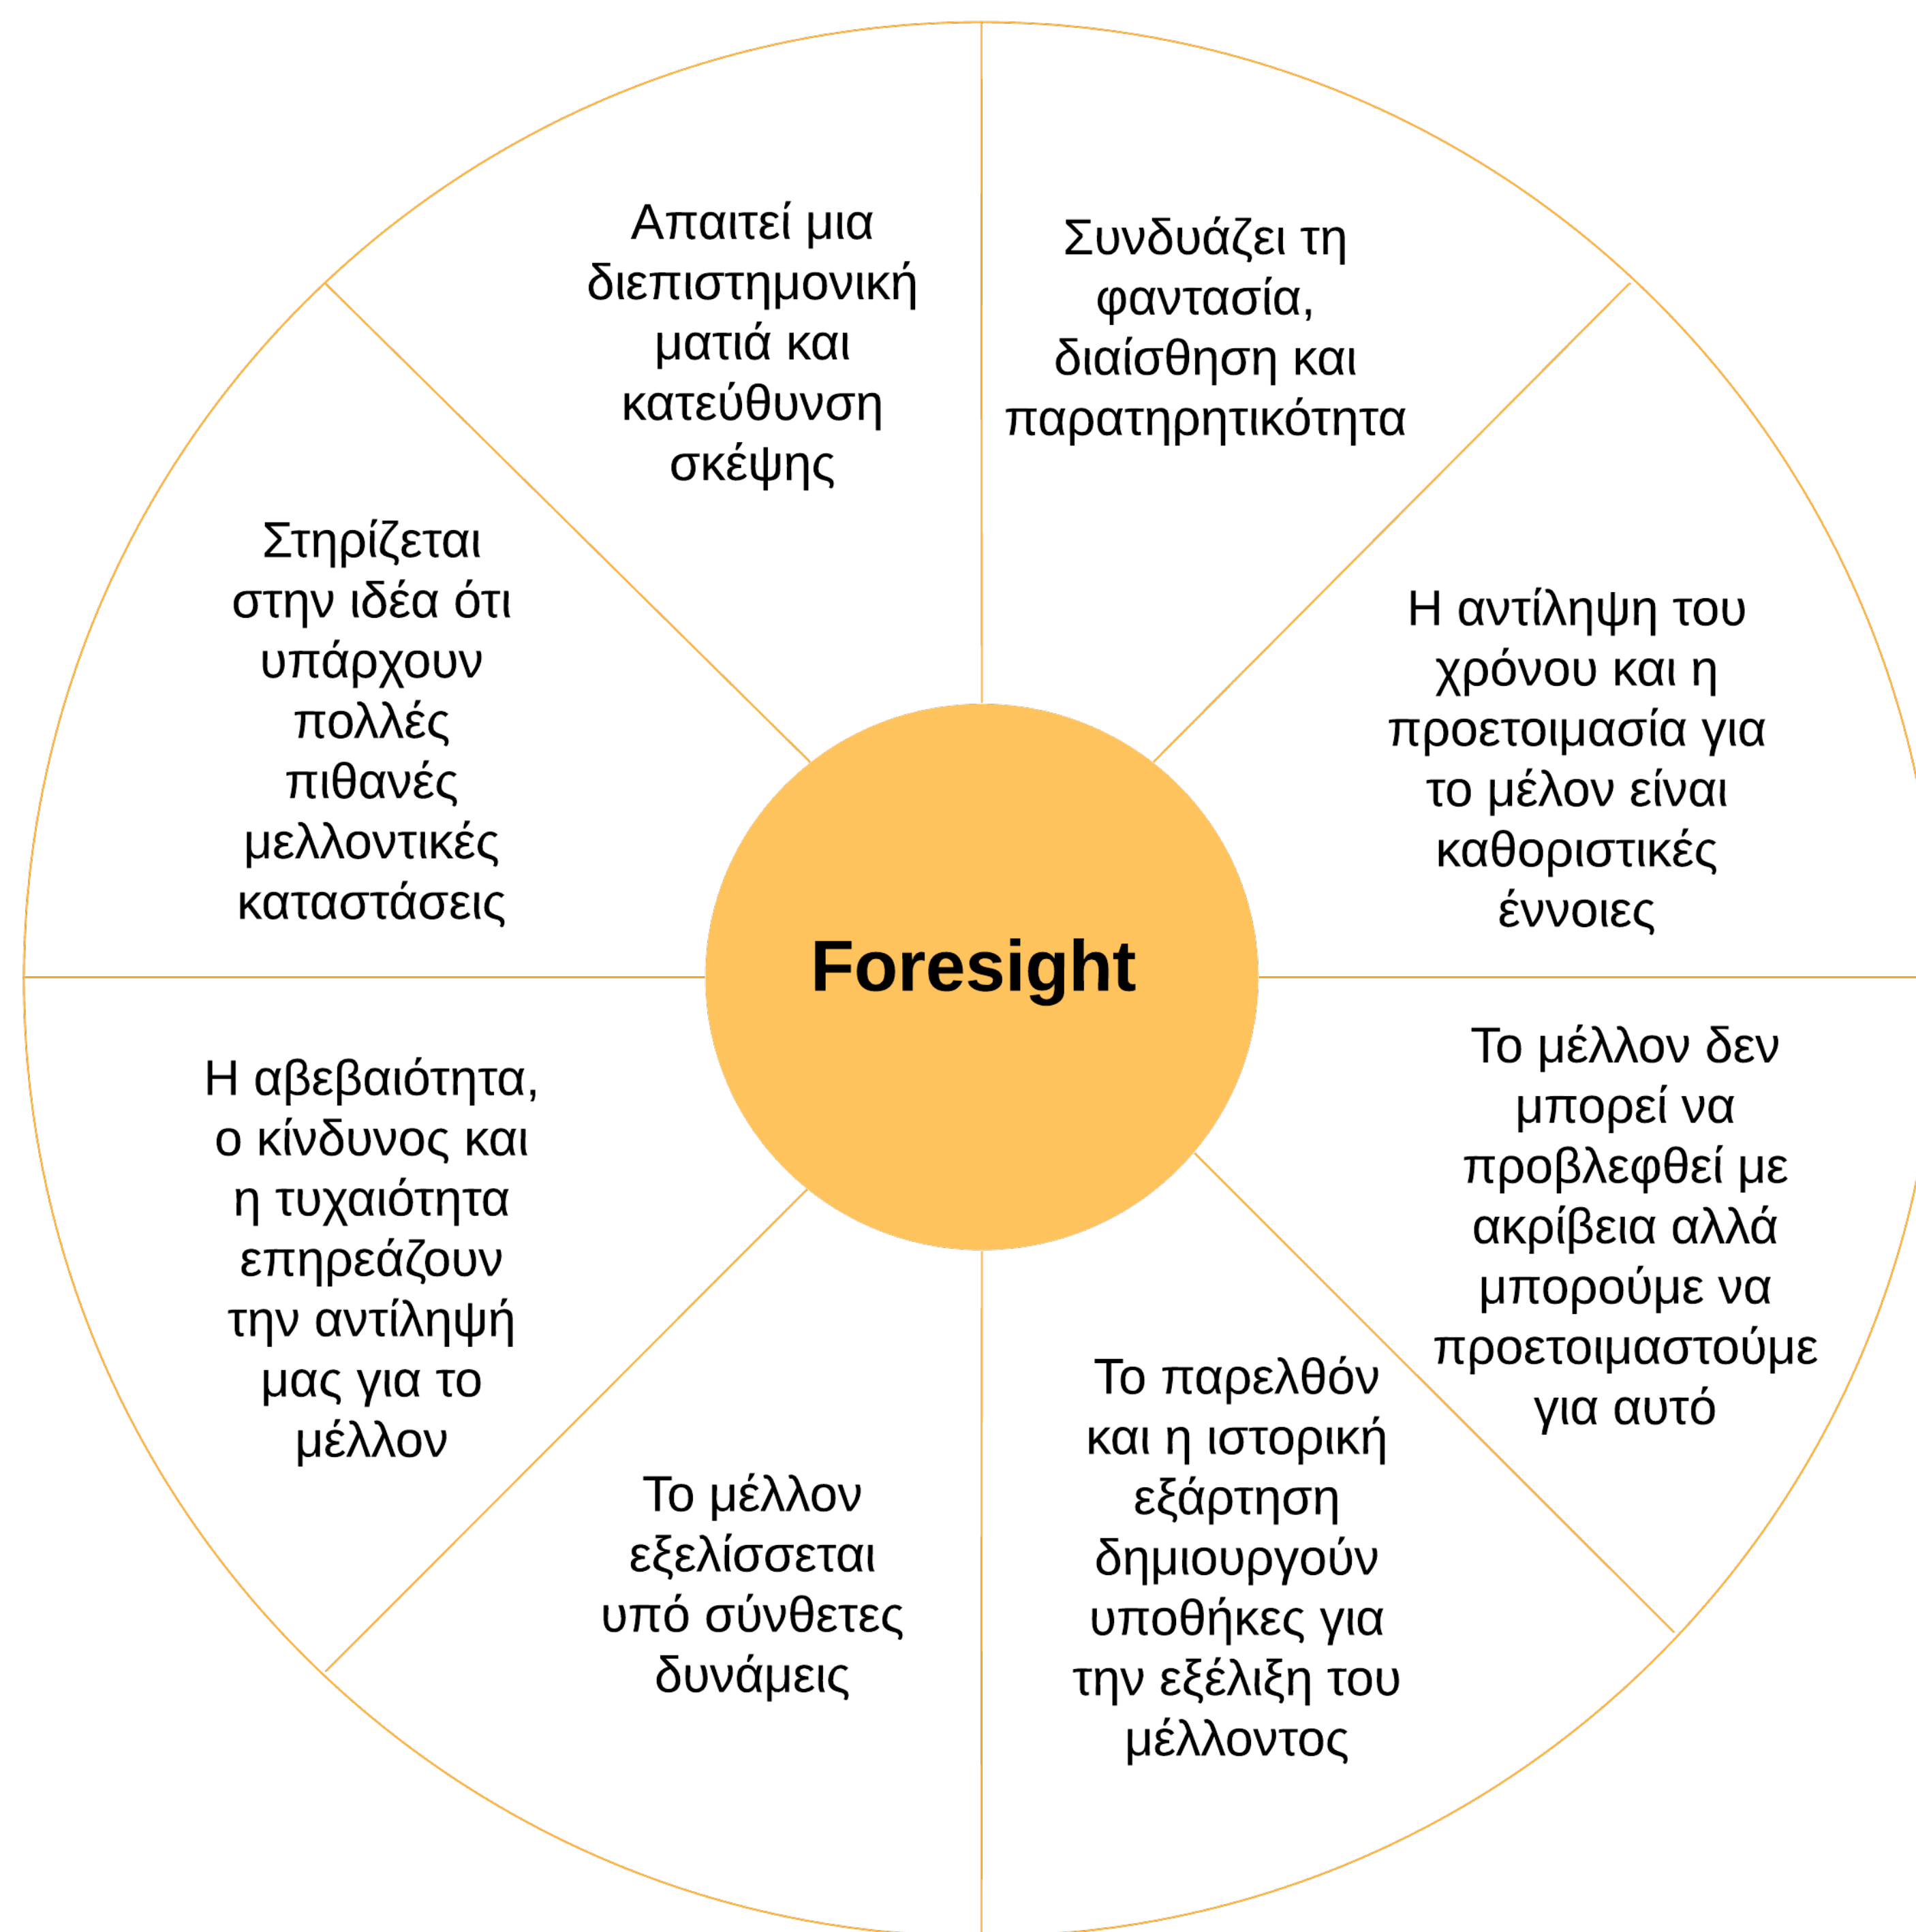 Απαιτεί μια
διεπιστημονική
ματιά και
κατεύθυνση
σκέψης
Συνδυάζει τη
φαντασία,
διαίσθηση και
παρατηρητικότητα
Η αντίληψη του
χρόνου και η
προετοιμασία για
το μέλον είναι
καθοριστικές
έννοιες
Το μέλλον δεν
μπορεί να
προβλεφθεί με
ακρίβεια αλλά
μπορούμε να
προετοιμαστούμε
για αυτό
Το παρελθόν
και η ιστορική
εξάρτηση
δημιουργούν
υποθήκες για
την εξέλιξη του
μέλλοντος
Το μέλλον
εξελίσσεται
υπό σύνθετες
δυνάμεις
Η αβεβαιότητα,
ο κίνδυνος και
η τυχαιότητα
επηρεάζουν
την αντίληψή
μας για το
μέλλον
Στηρίζεται
στην ιδέα ότι
υπάρχουν
πολλές
πιθανές
μελλοντικές
καταστάσεις
Foresight